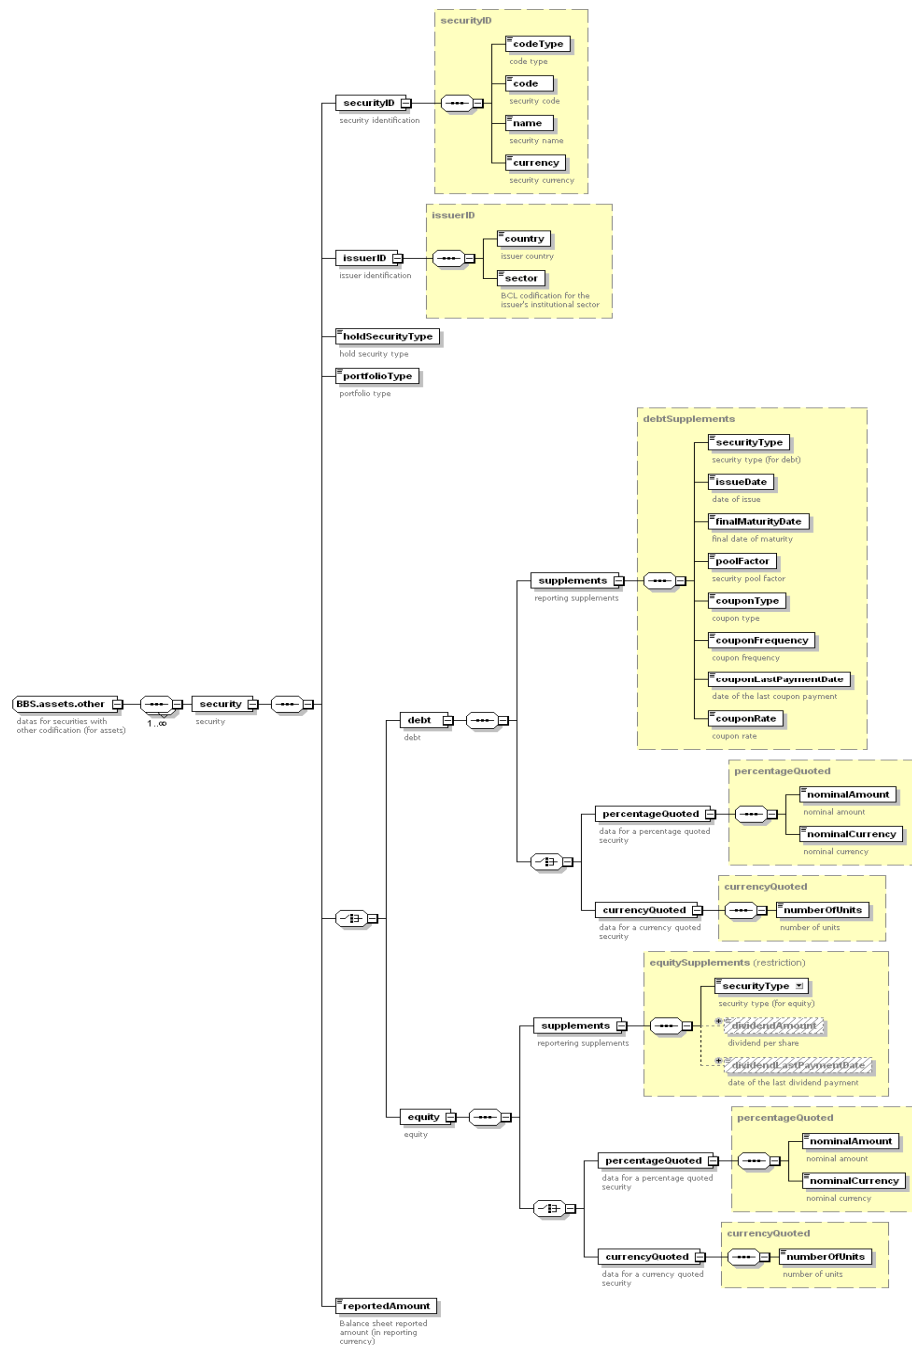 securityID
codeType
code type
code
security code
name
security name
currency
security currency
securityID
security identification
issuerID
country
issuer country
sector
BCL codification for the
issuer's institutional sector
issuerID
issuer identification
holdSecurityType
hold security type
portfolioType
portfolio type
debtSupplements
securityType
security type (for debt)
issueDate
date of issue
finalMaturityDate
final date of maturity
poolFactor
security pool factor
couponType
coupon type
couponFrequency
coupon frequency
couponLastPaymentDate
date of the last coupon payment
couponRate
coupon rate
supplements
reporting supplements
BBS.assets.other
datas for securities with
other codification (for assets)
1..∞
security
security
debt
debt
percentageQuoted
nominalAmount
nominal amount
nominalCurrency
nominal currency
percentageQuoted
data for a percentage quoted
security
currencyQuoted
numberOfUnits
number of units
currencyQuoted
data for a currency quoted
security
equitySupplements (restriction)
securityType
security type (for equity)
dividendAmount
dividend per share
dividendLastPaymentDate
date of the last dividend payment
supplements
reportering supplements
equity
equity
percentageQuoted
nominalAmount
nominal amount
nominalCurrency
nominal currency
percentageQuoted
data for a percentage quoted
security
currencyQuoted
numberOfUnits
number of units
currencyQuoted
data for a currency quoted
security
reportedAmount
Balance sheet reported
amount (in reporting
currency)